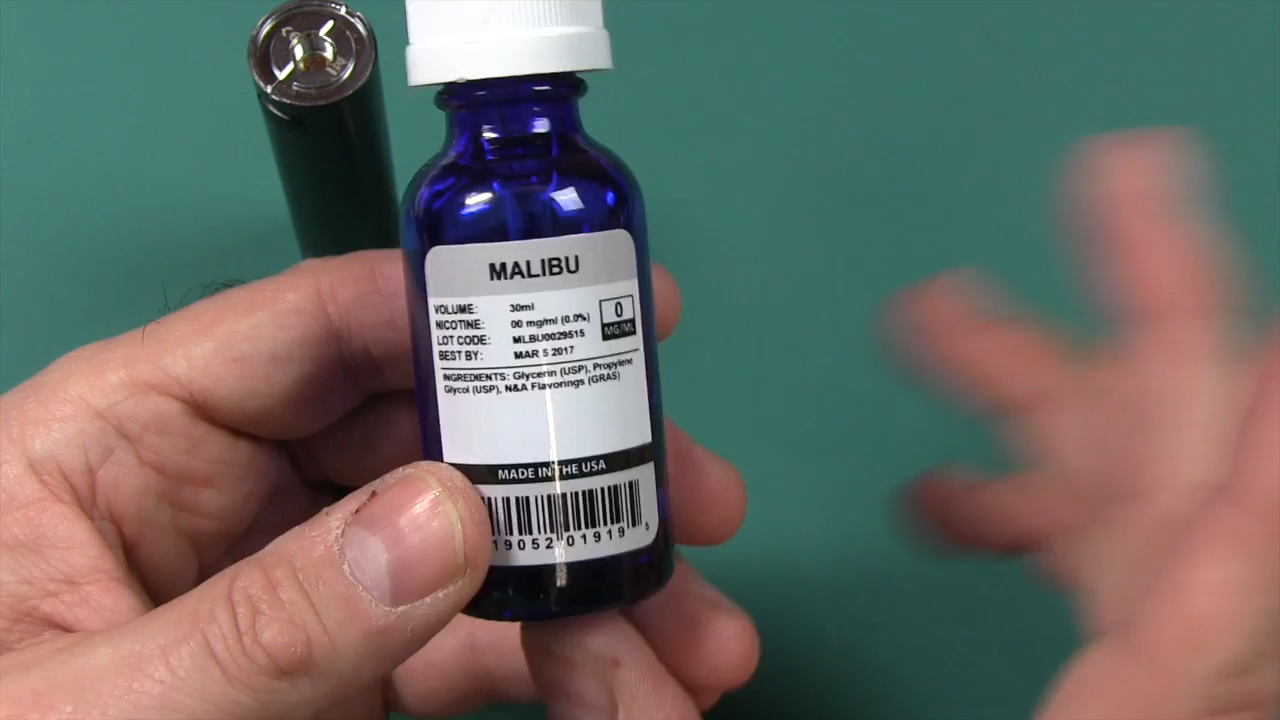 MALIBU
VOLUME: 30ml
NICOTINE: 00 mg/ml (0.0%)
LOT CODE: MLBU0029515
BEST BY: MAR 5 2017
0
MG/ML
INGREDIENTS: Glycerin (USP), Propylene
Glycol (USP), N&A Flavorings (GRAS)
MADE IN THE USA
19052 01919 5